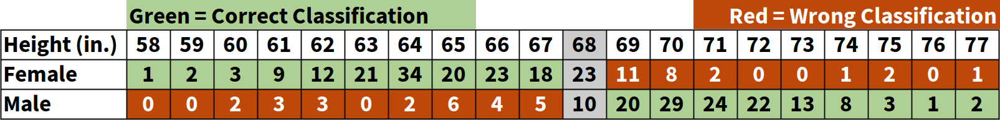 Green = Correct Classification Red = Wrong Classification
Height (in.) 58 59 60 61 62 63 64 65 66 67 68 69 70 71 72 73 74 75 76 77
Female 1 2 3 9 12 21 34 20 23 18 23 11 8 2 0 0 1 2 0 1
Male 0 0 2 3 3 0 2 6 4 5 10 20 29 24 22 13 8 3 1 2